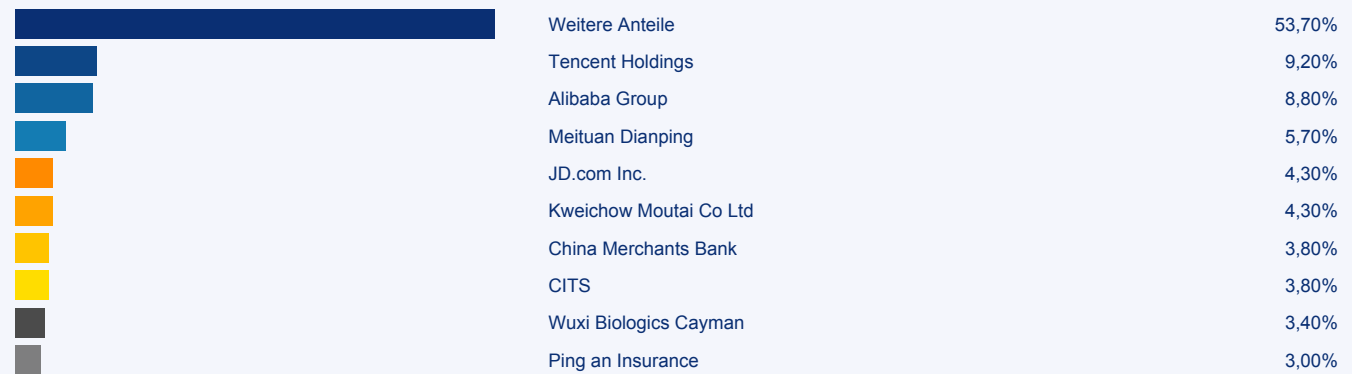 Weitere Anteile 53,70%
Tencent Holdings 9,20%
Alibaba Group 8,80%
Meituan Dianping 5,70%
JD.com Inc. 4,30%
Kweichow Moutai Co Ltd 4,30%
China Merchants Bank 3,80%
CITS 3,80%
Wuxi Biologics Cayman 3,40%
Ping an Insurance 3,00%